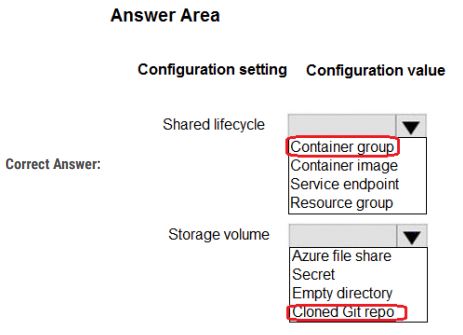 Answer Area
Configuration setting Configuration value
Shared lifecycle
Container group
Container image
Service endpoint
Resource group
Correct Answer:
Storage volume
Azure file share
Secret
Empty directory
Cloned Git repo